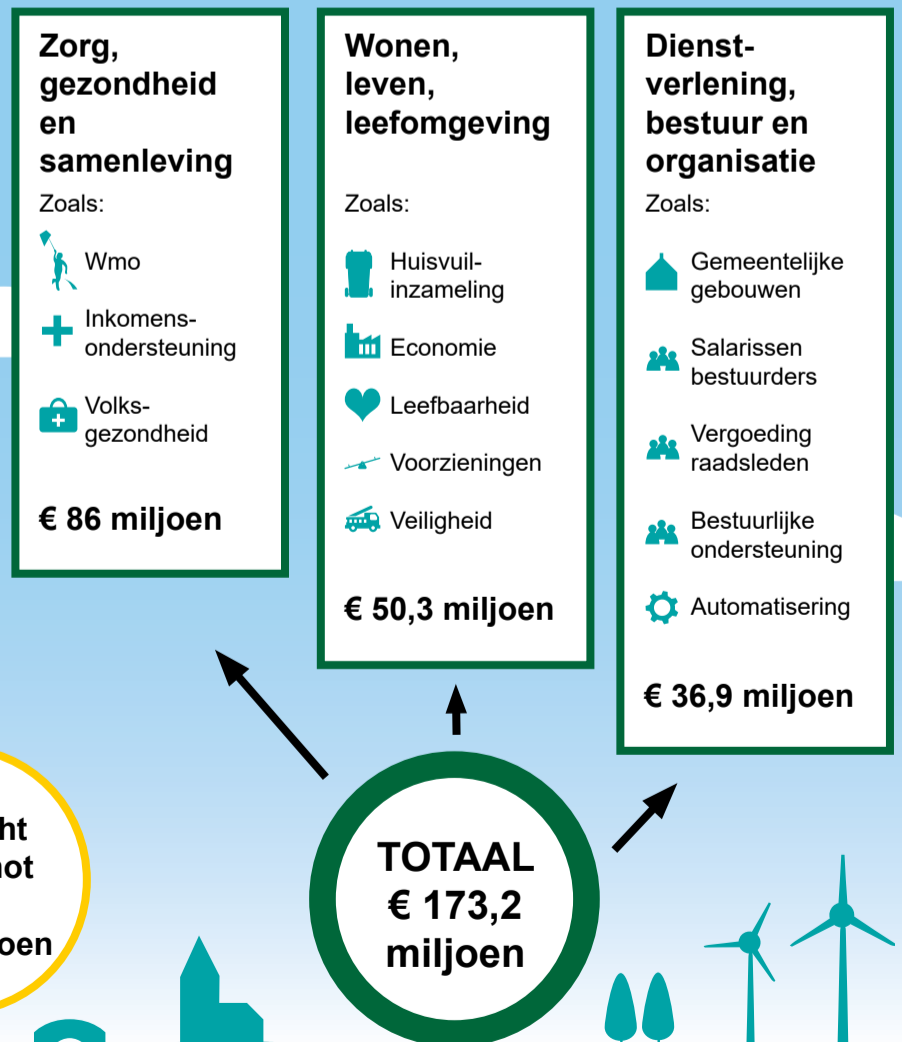 Zorg,
gezondheid
en
samenleving
Zoals:
Wmo
Inkomens-
ondersteuning
Volks-
gezondheid
€ 86 miljoen
Wonen,
leven,
leefomgeving
Zoals:
Huisvuil-
inzameling
Economie
Leefbaarheid
Voorzieningen
Veiligheid
€ 50,3 miljoen
Dienst-
verlening,
bestuur en
organisatie
Zoals:
Gemeentelijke
gebouwen
Salarissen
bestuurders
Vergoeding
raadsleden
Bestuurlijke
ondersteuning
Automatisering
€ 36,9 miljoen
TOTAAL
€ 173,2
miljoen